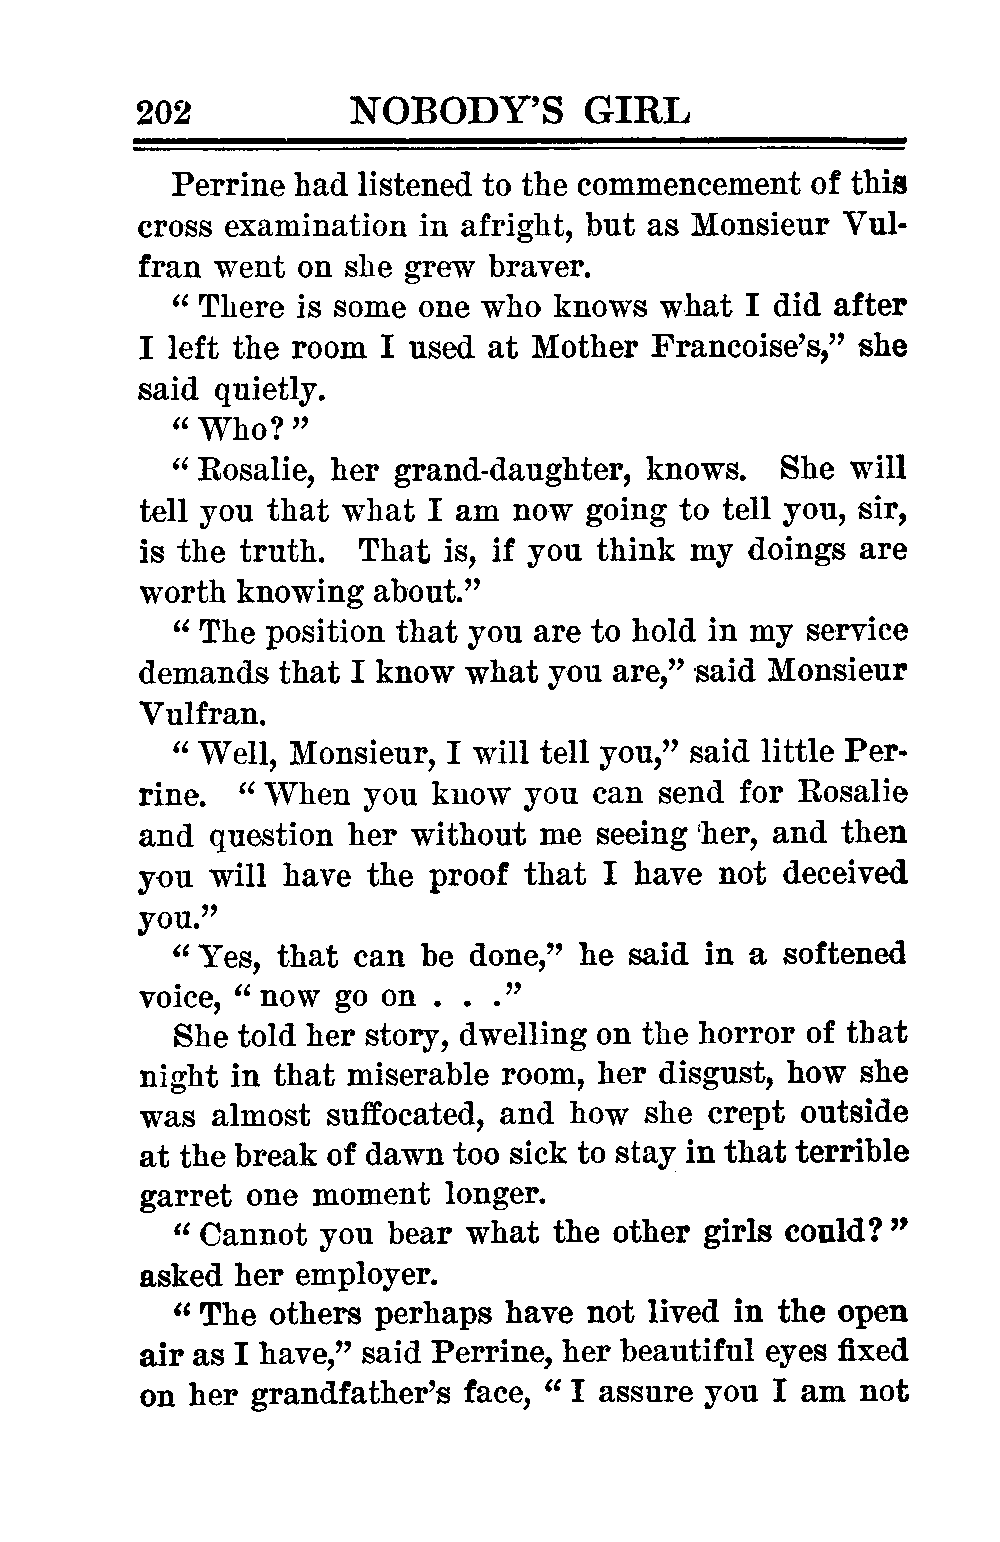 202 NOBODY'S GIRL
Perrine had listened to the commencement of this
cross examination in afright, but as Monsieur Vul-
fran went on she grew braver.
“ There is some one who knows what I did after
I left the room I used at Mother Francoise’s,” she
said quietly.
“ Who? ”
“ Rosalie, her grand-daughter, knows. She will
tell you that what I am now going to tell you, sir,
is the truth. That is, if you think my doings are
worth knowing about.”
“ The position that you are to hold in my service
demands that I know what you are,” said Monsieur
Vulfran.
“ Well, Monsieur, I will tell you,” said little Per-
rine. “ When you know you can send for Rosalie
and question her without me seeing her, and then
you will have the proof that I have not deceived
you.”
“ Yes, that can be done,” he said in a softened
voice, “ now go on . . .”
She told her story, dwelling on the horror of that
night in that miserable room, her disgust, how she
was almost suffocated, and how she crept outside
at the break of dawn too sick to stay in that terrible
garret one moment longer.
“ Cannot you bear what the other girls could? ”
asked her employer.
“ The others perhaps have not lived in the open
air as I have,” said Perrine, her beautiful eyes fixed
on her grandfather’s face, “ I assure you I am not